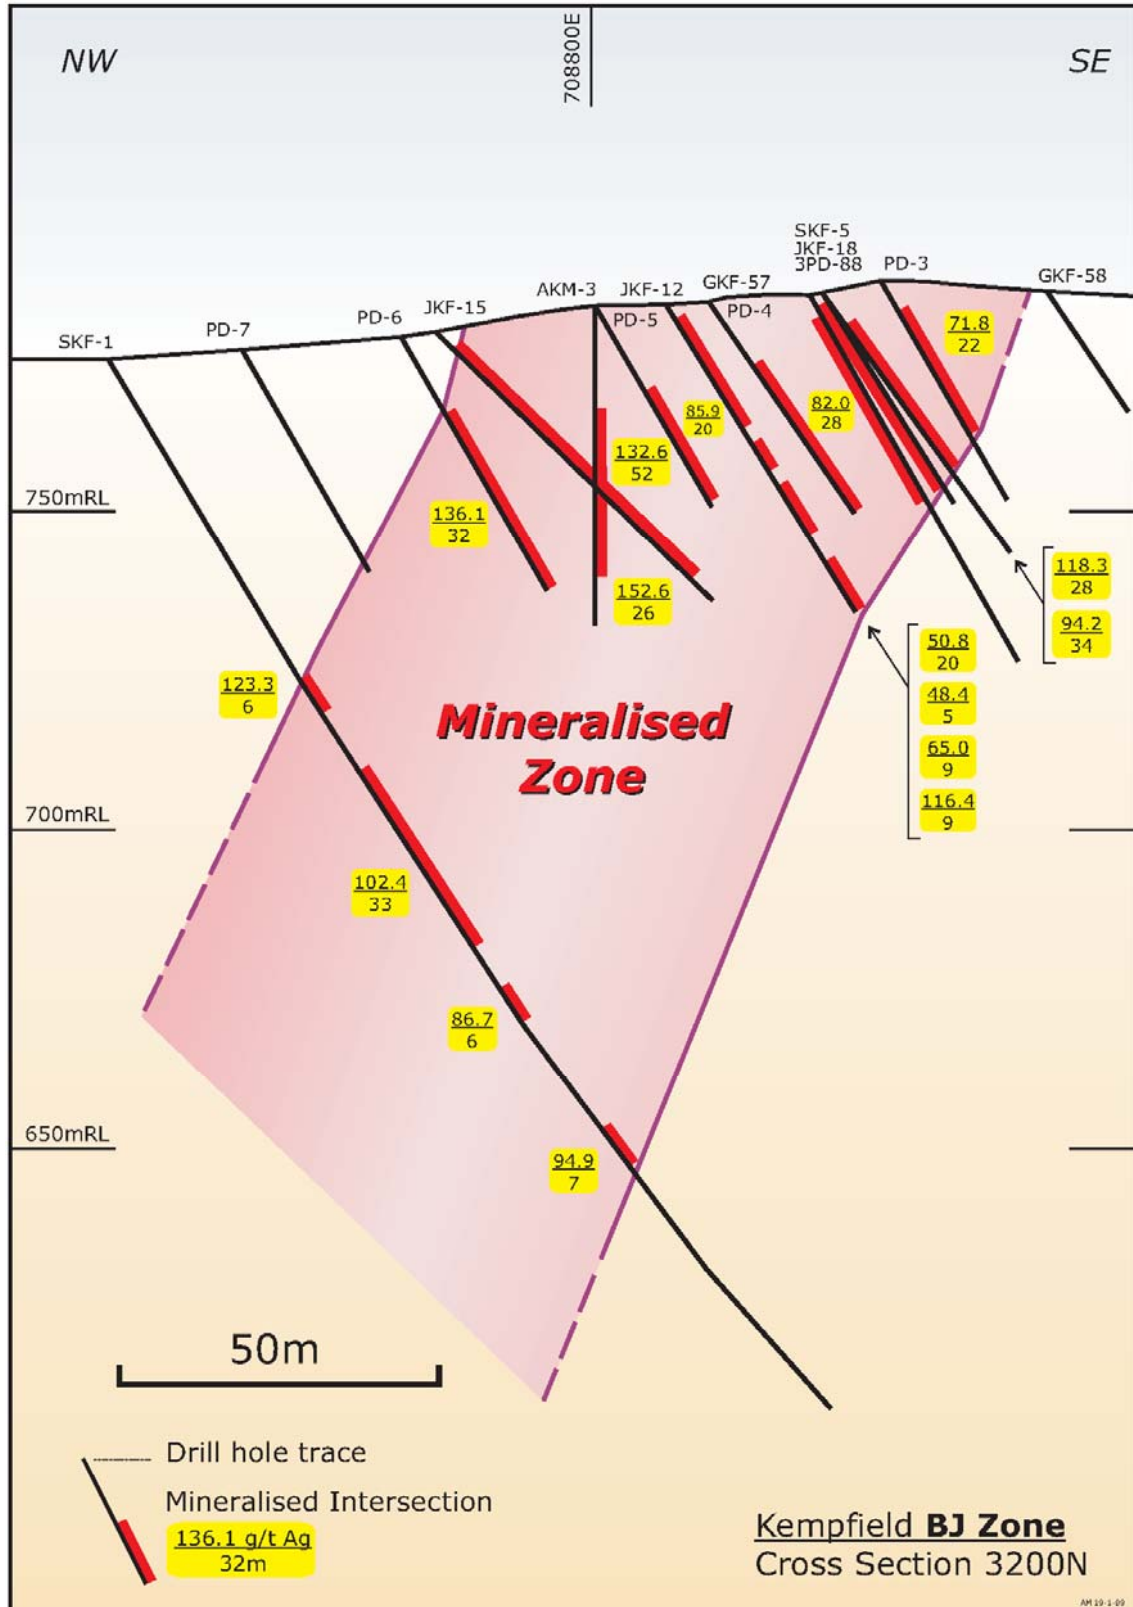 NW
708800E
SE
SKF-5
JKF-18
3PD-88
PD-3
GKF-58
AKM-3
JKF-12
GKF-57
JKF-15
PD-6
PD-7
SKF-1
PD-5
PD-4
71.8
22
85.9
20
82.0
28
132.6
52
136.1
32
750mRL
152.6
26
118.3
28
94.2
34
50.8
20
48.4
5
65.0
9
116.4
9
123.3
6
Mineralised
Zone
700mRL
102.4
33
86.7
6
650mRL
94.9
7
50m
Drill hole trace
Mineralised Intersection
136.1 g/t Ag
32m
Kempfield BJ Zone
Cross Section 3200N
AM 19-1-09